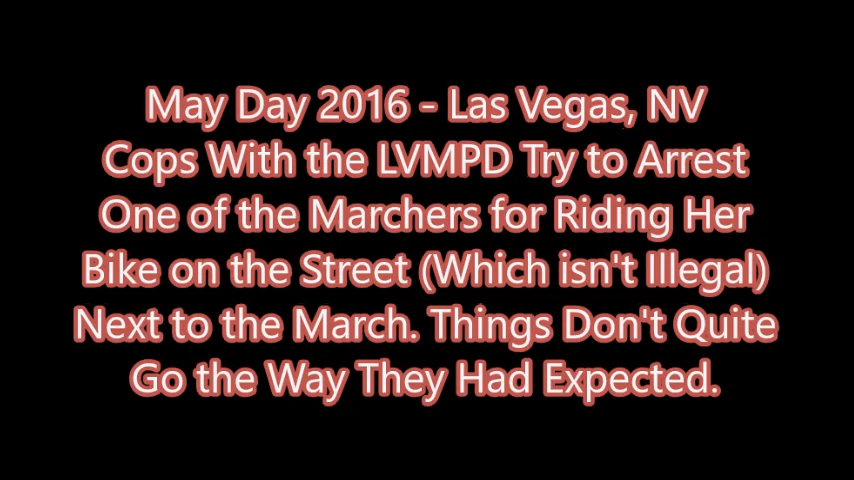 May Day 2016 - Las Vegas, NV
Cops With the LVMPD Try to Arrest
One of the Marchers for Riding Her
Bike on the Street (Which isn't Illegal)
Next to the March. Things Don't Quite
Go the Way They Had Expected.